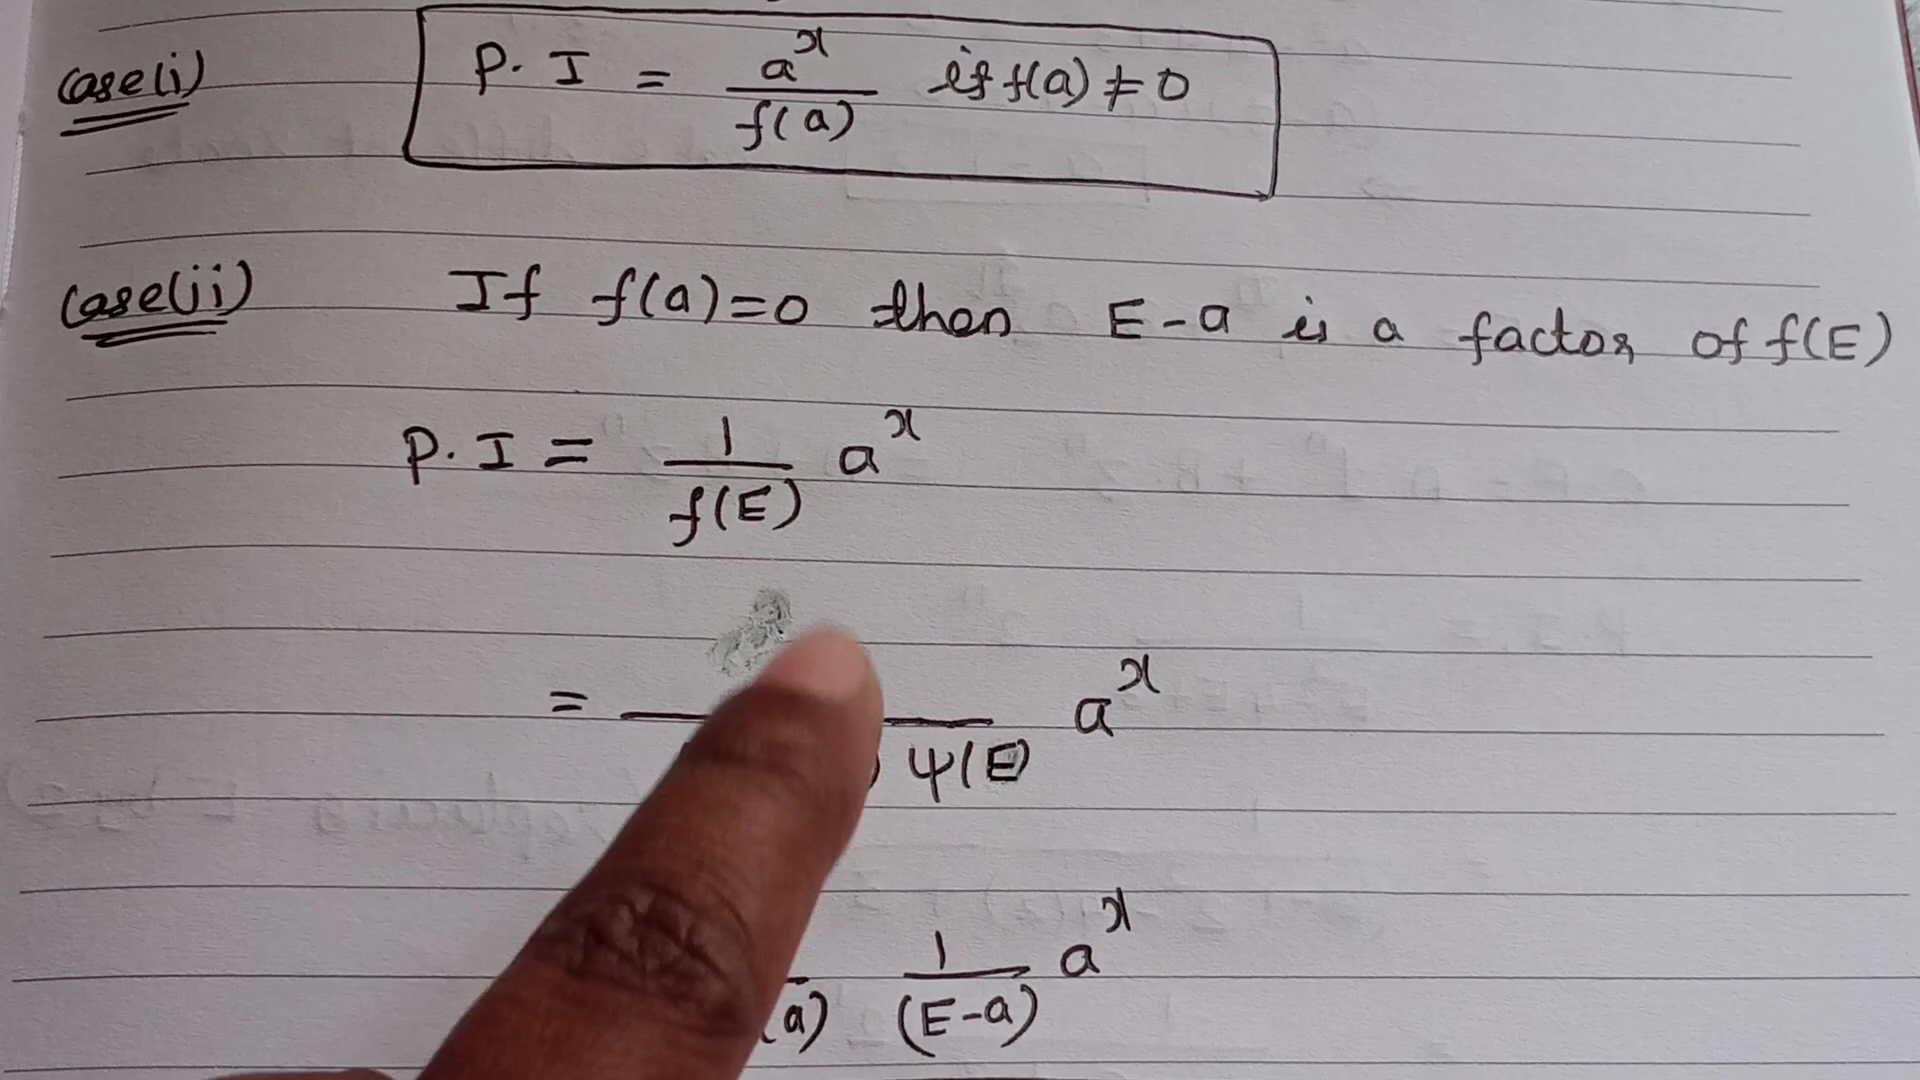 case(i) P.I = a^x / f(a) if f(a) ≠ 0
case(ii) If f(a)=0 then E-a is a factor of f(E)
P.I = 1 / f(E) a^x
= / ) ψ(E) a^x
(a) 1 / (E-a) a^x